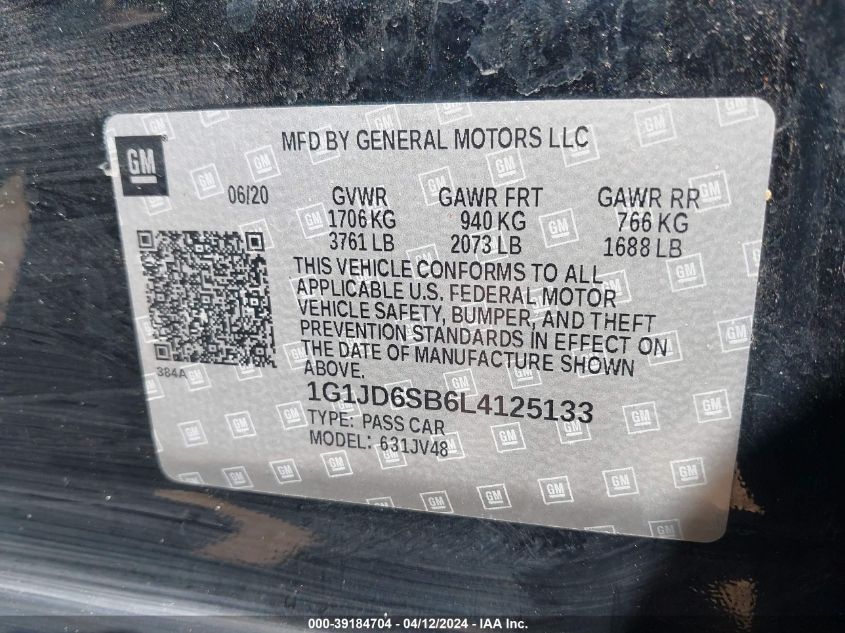 GM
MFD BY GENERAL MOTORS LLC
06/20 GVWR GAWR FRT GAWR RR
1706 KG 940 KG 766 KG
3761 LB 2073 LB 1688 LB
THIS VEHICLE CONFORMS TO ALL
APPLICABLE U.S. FEDERAL MOTOR
VEHICLE SAFETY, BUMPER, AND THEFT
PREVENTION STANDARDS IN EFFECT ON
THE DATE OF MANUFACTURE SHOWN
ABOVE.
384A
1G1JD6SB6L4125133
TYPE: PASS CAR
MODEL: 631JV48
000-39184704 - 04/12/2024 - IAA Inc.